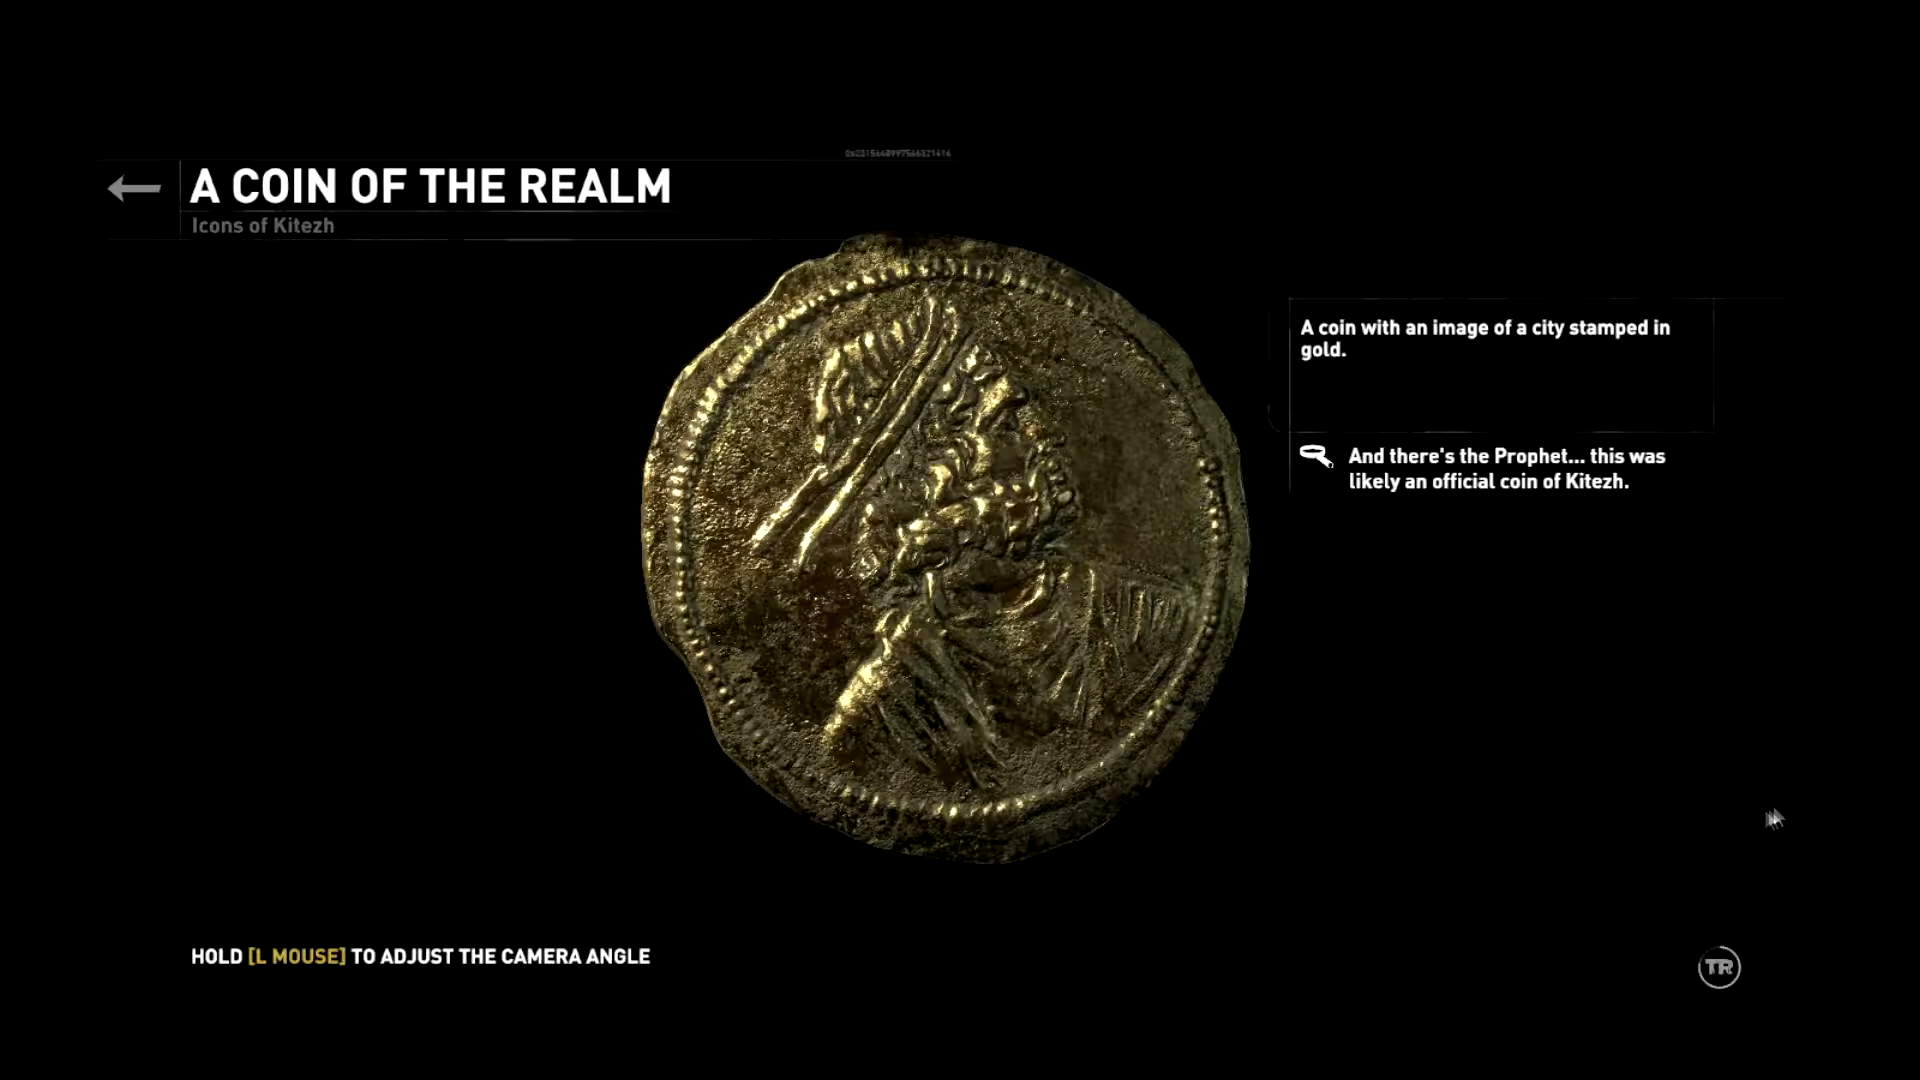 A COIN OF THE REALM
Icons of Kitezh
A coin with an image of a city stamped in
gold.
And there's the Prophet... this was
likely an official coin of Kitezh.
HOLD [L MOUSE] TO ADJUST THE CAMERA ANGLE
TR